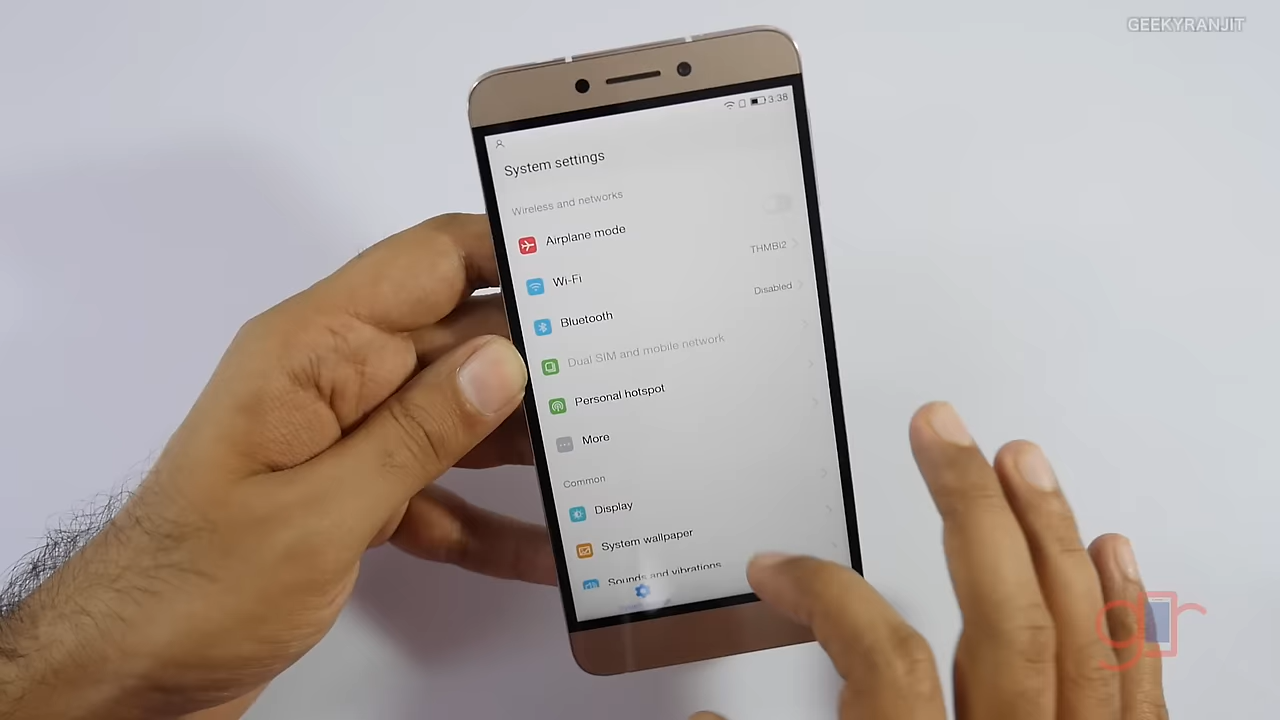 GEEKYRANJIT
3:38
System settings
Wireless and networks
Airplane mode
Wi-Fi
THMBI2
Bluetooth
Disabled
Dual SIM and mobile network
Personal hotspot
More
Common
Display
System wallpaper
Sounds and vibrations
gr